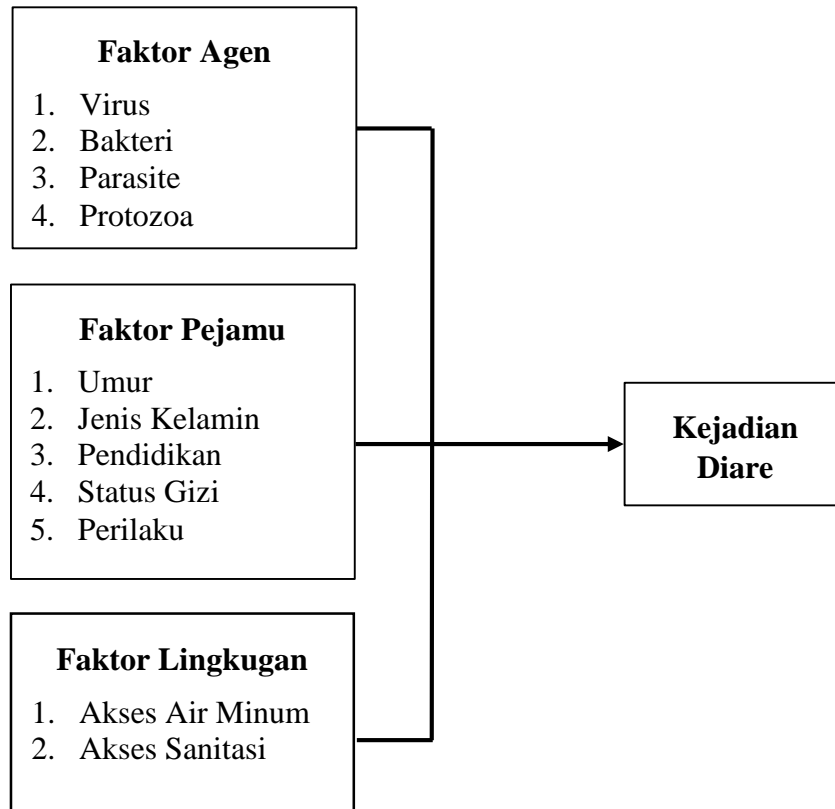 Faktor Agen
1. Virus
2. Bakteri
3. Parasite
4. Protozoa
Faktor Pejamu
1. Umur
2. Jenis Kelamin
3. Pendidikan
4. Status Gizi
5. Perilaku
Kejadian
Diare
Faktor Lingkugan
1. Akses Air Minum
2. Akses Sanitasi